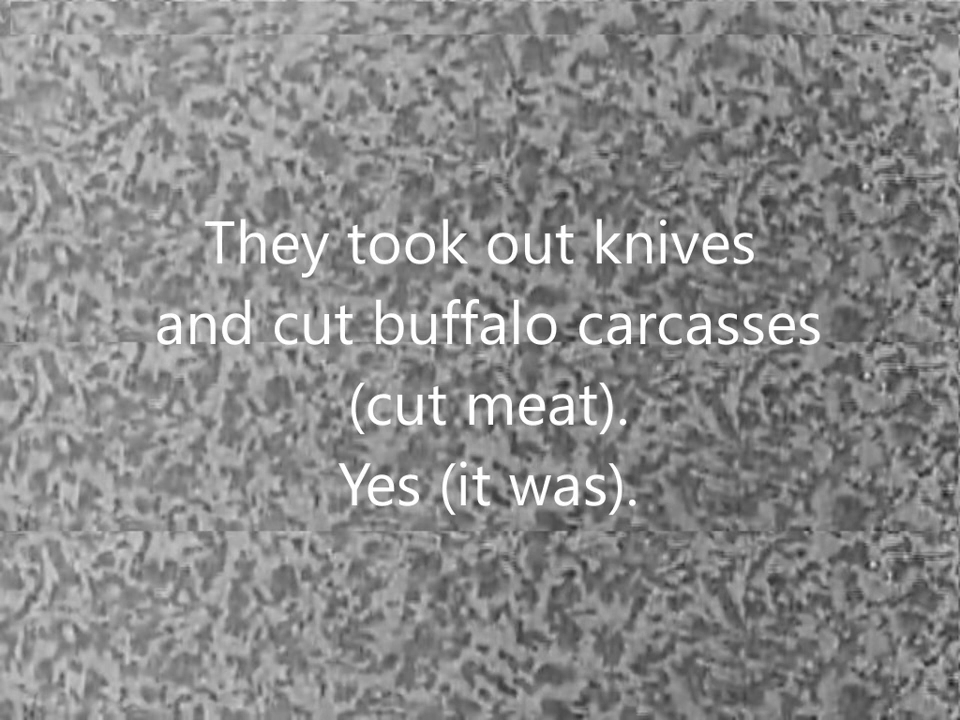 They took out knives
and cut buffalo carcasses
(cut meat).
Yes (it was).